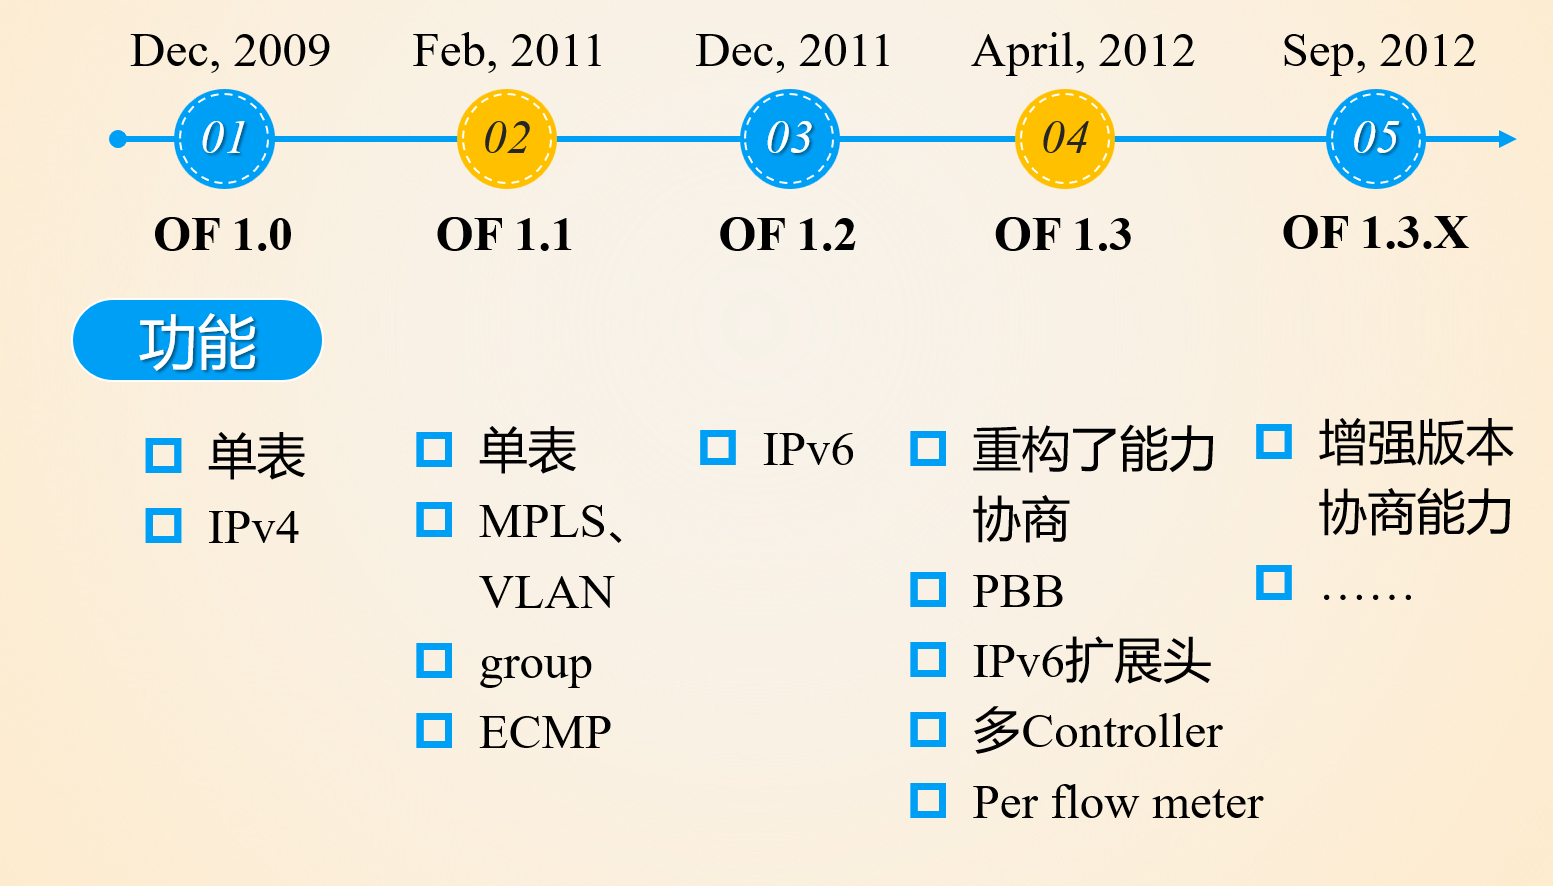 Dec, 2009
Feb, 2011
Dec, 2011
April, 2012
Sep, 2012
01
02
03
04
05
OF 1.0
OF 1.1
OF 1.2
OF 1.3
OF 1.3.X
功能
单表
IPv4
单表
MPLS、
VLAN
group
ECMP
IPv6
重构了能力
协商
PBB
IPv6扩展头
多Controller
Per flow meter
增强版本
协商能力
……